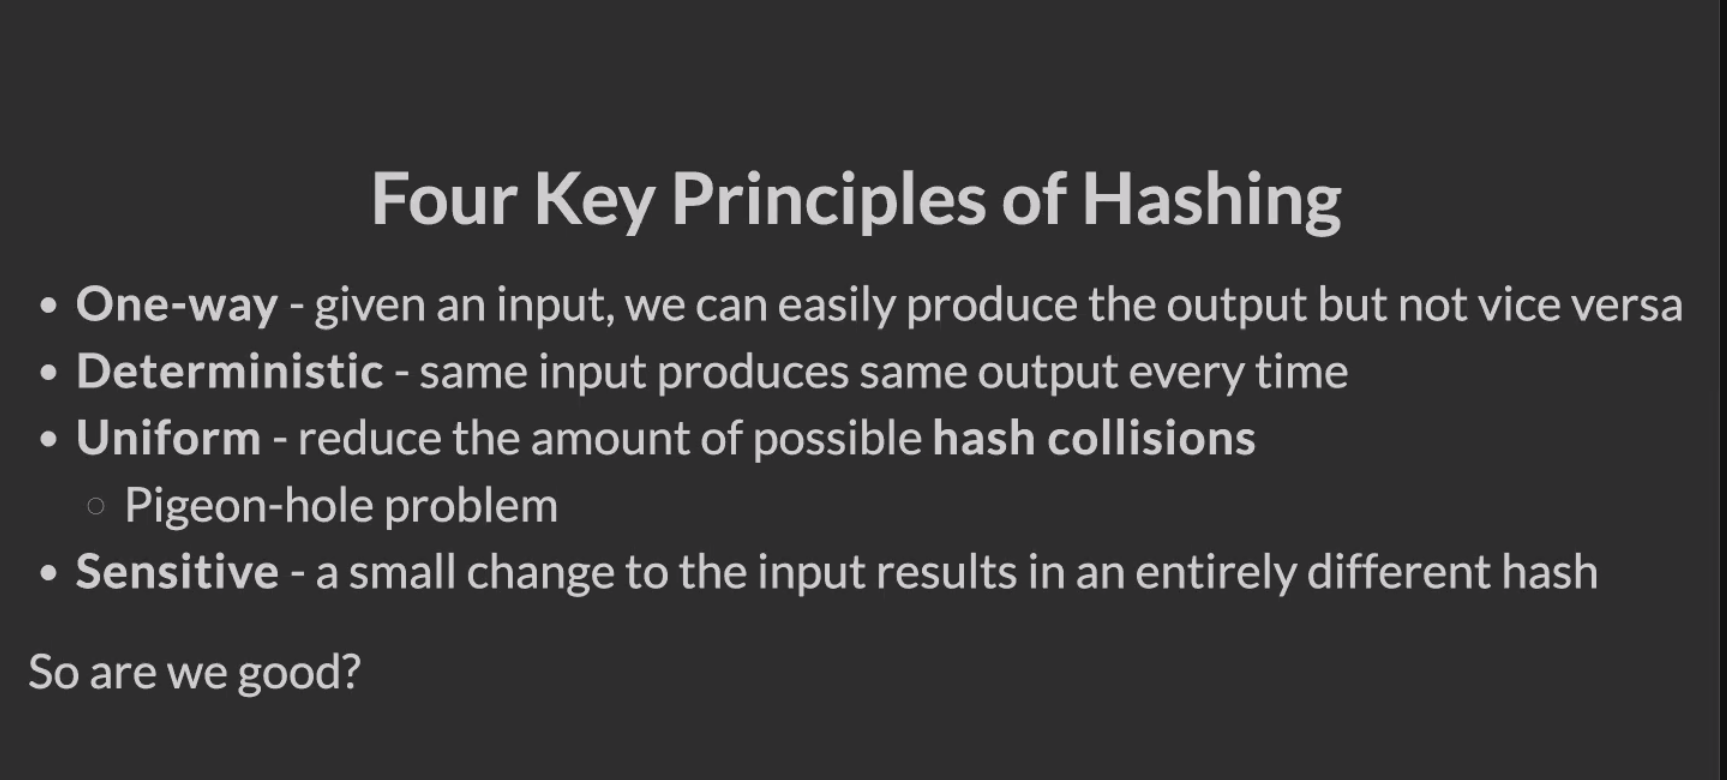 Four Key Principles of Hashing
• One-way - given an input, we can easily produce the output but not vice versa
• Deterministic - same input produces same output every time
• Uniform - reduce the amount of possible hash collisions
○ Pigeon-hole problem
• Sensitive - a small change to the input results in an entirely different hash
So are we good?